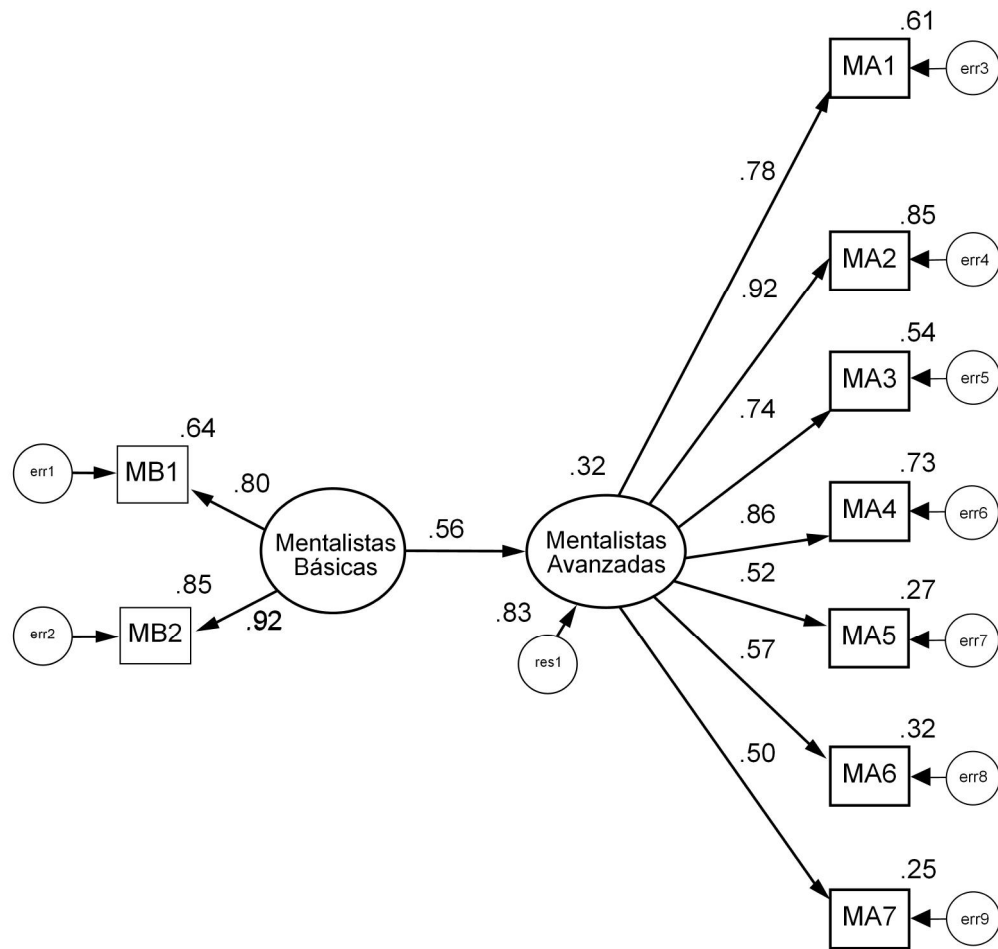 .61
MA1
err3
.78
.85
MA2
err4
.92
.54
MA3
err5
.74
.64
MB1
err1
.80
.32
.73
MA4
err6
.86
Mentalistas
Básicas
.56
Mentalistas
Avanzadas
.52
.27
MA5
err7
.85
MB2
err2
.92
.83
res1
.57
.32
MA6
err8
.50
.25
MA7
err9